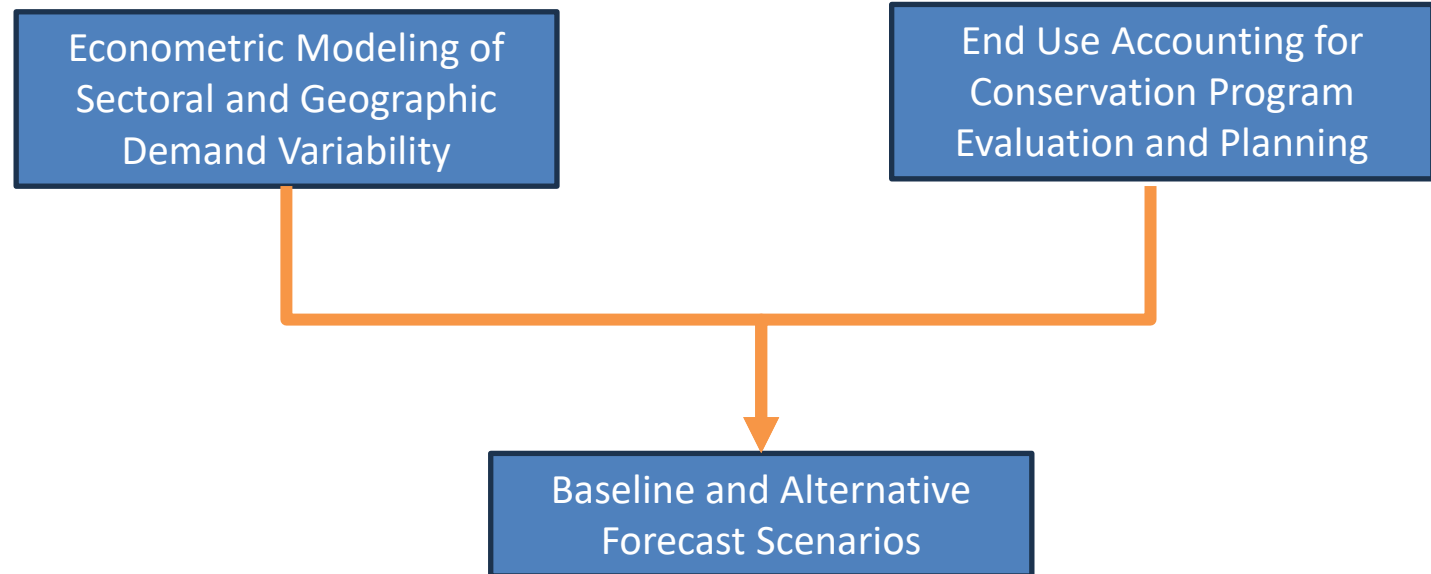 Econometric Modeling of
Sectoral and Geographic
Demand Variability
End Use Accounting for
Conservation Program
Evaluation and Planning
Baseline and Alternative
Forecast Scenarios